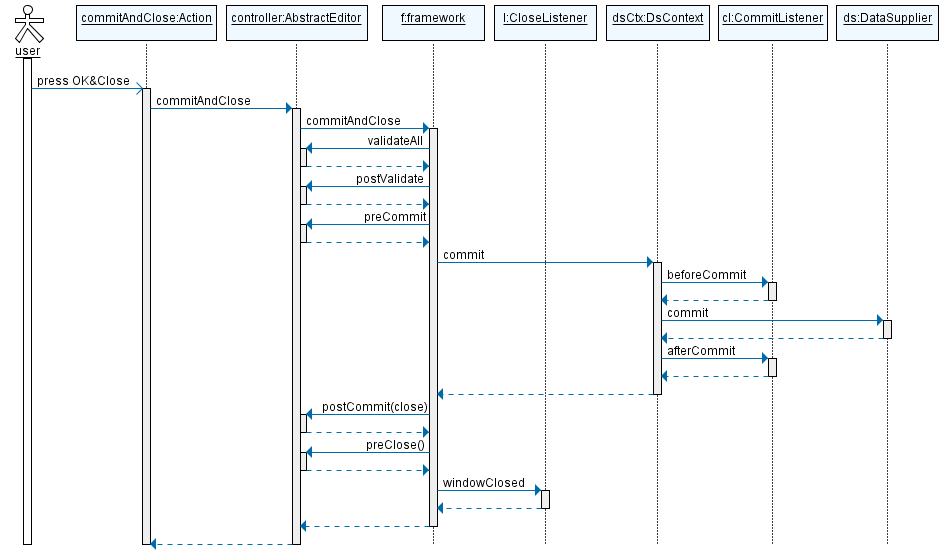 commitAndClose:Action
controller:AbstractEditor
f:framework
l:CloseListener
dsCtx:DsContext
cl:CommitListener
ds:DataSupplier
user
press OK&Close
commitAndClose
commitAndClose
validateAll
postValidate
preCommit
commit
beforeCommit
commit
afterCommit
postCommit(close)
preClose()
windowClosed